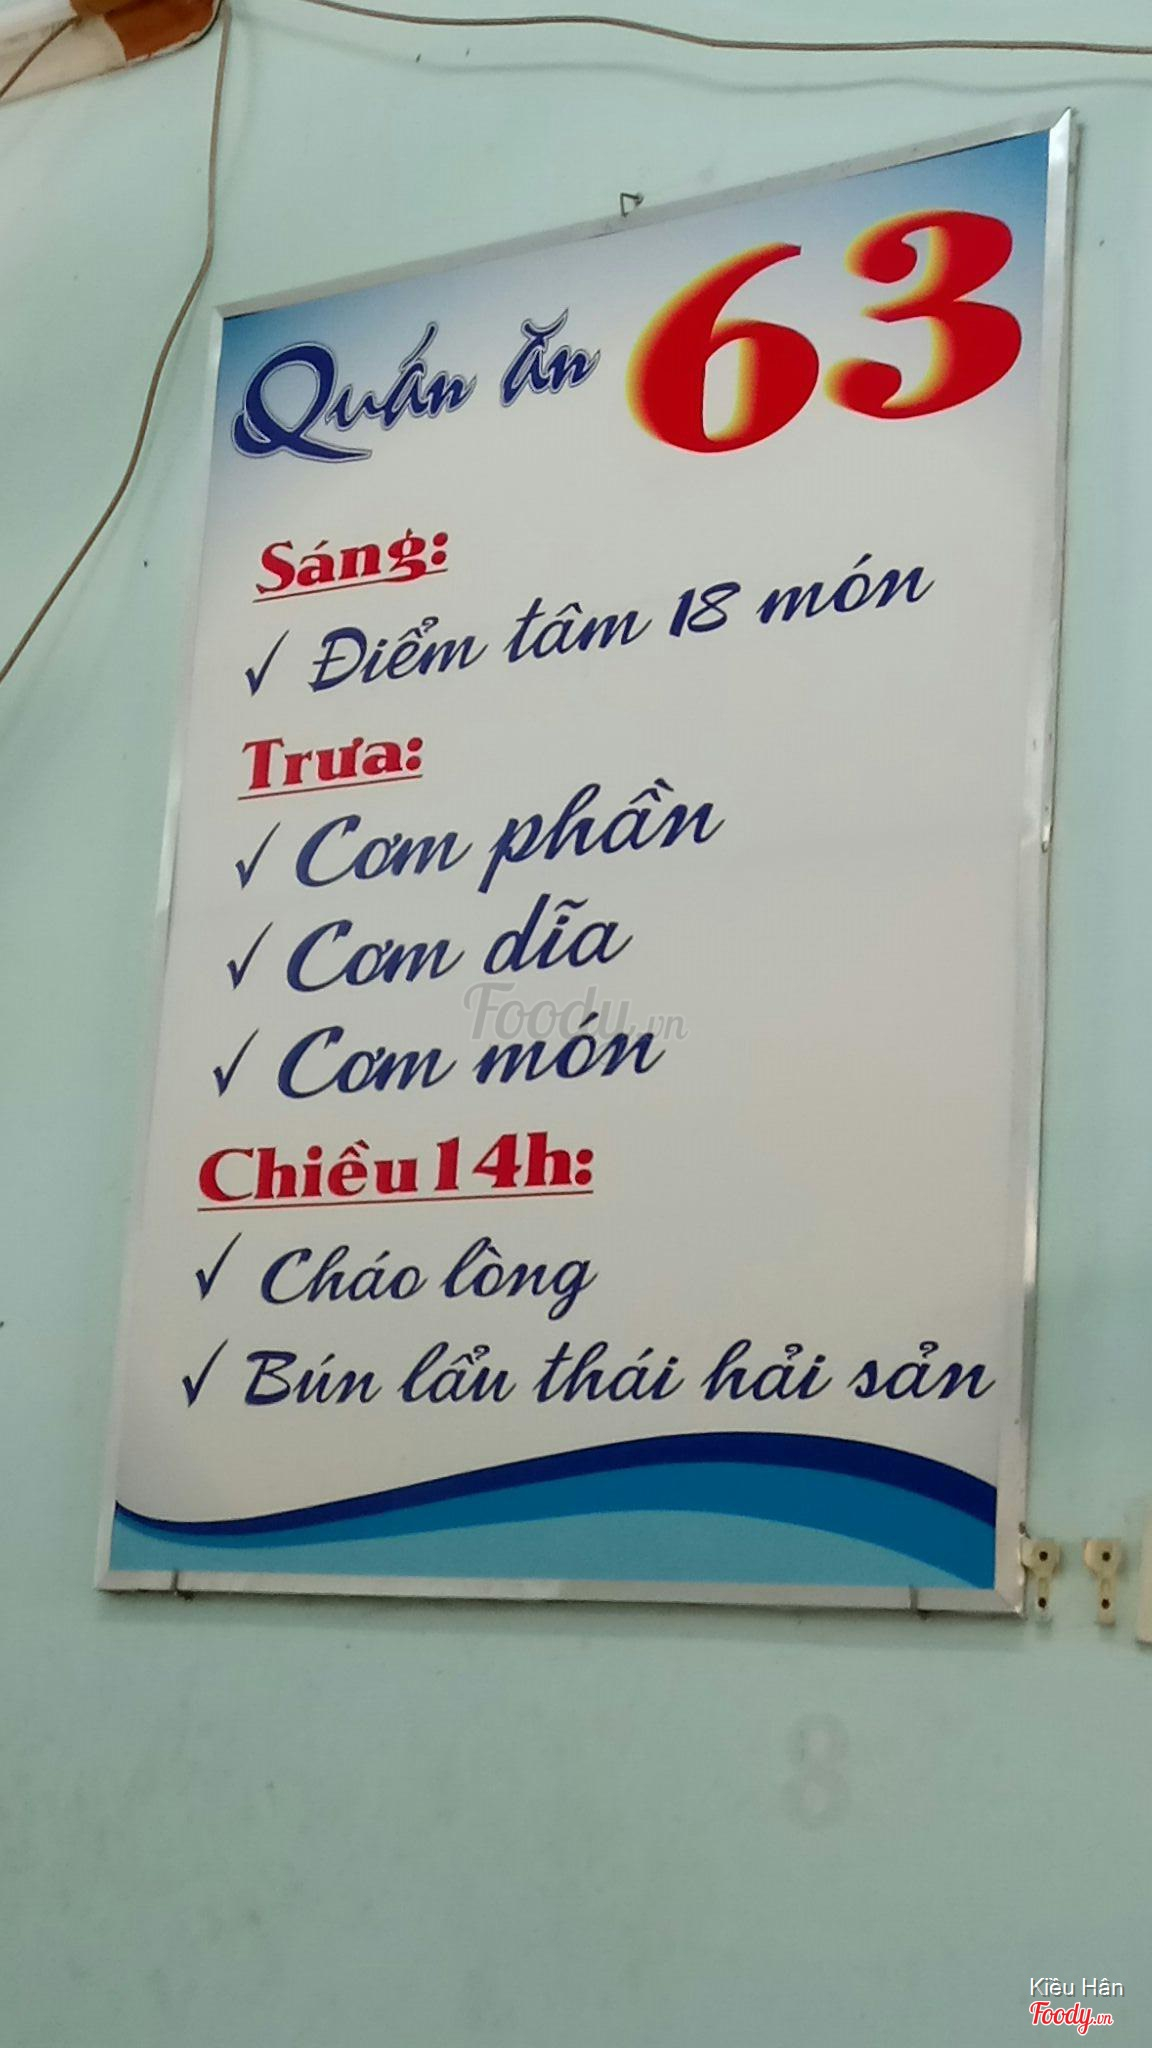 Quán ăn 63
Sáng:
✓ Điểm tâm 18 món
Trưa:
✓ Cơm phần
✓ Cơm dĩa
✓ Cơm món
Foody.vn
Chiều 14h:
✓ Cháo lòng
✓ Bún lẩu thái hải sản
8
Kiều Hân
Foody.vn